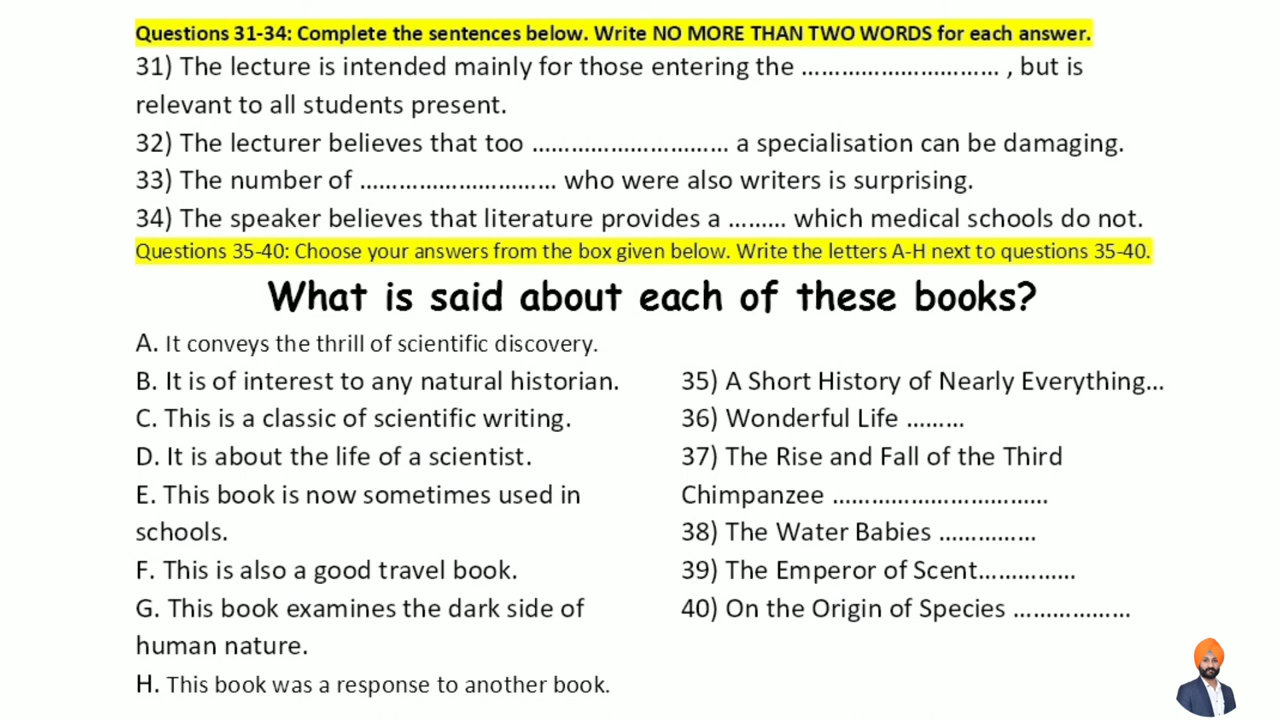 Questions 31-34: Complete the sentences below. Write NO MORE THAN TWO WORDS for each answer.
31) The lecture is intended mainly for those entering the ………………………… , but is
relevant to all students present.
32) The lecturer believes that too ………………………… a specialisation can be damaging.
33) The number of ………………………… who were also writers is surprising.
34) The speaker believes that literature provides a ……… which medical schools do not.
Questions 35-40: Choose your answers from the box given below. Write the letters A-H next to questions 35-40.
What is said about each of these books?
A. It conveys the thrill of scientific discovery.
B. It is of interest to any natural historian.
C. This is a classic of scientific writing.
D. It is about the life of a scientist.
E. This book is now sometimes used in
schools.
F. This is also a good travel book.
G. This book examines the dark side of
human nature.
H. This book was a response to another book.
35) A Short History of Nearly Everything…
36) Wonderful Life ………
37) The Rise and Fall of the Third
Chimpanzee ……………………………
38) The Water Babies ……………
39) The Emperor of Scent……………
40) On the Origin of Species ………………